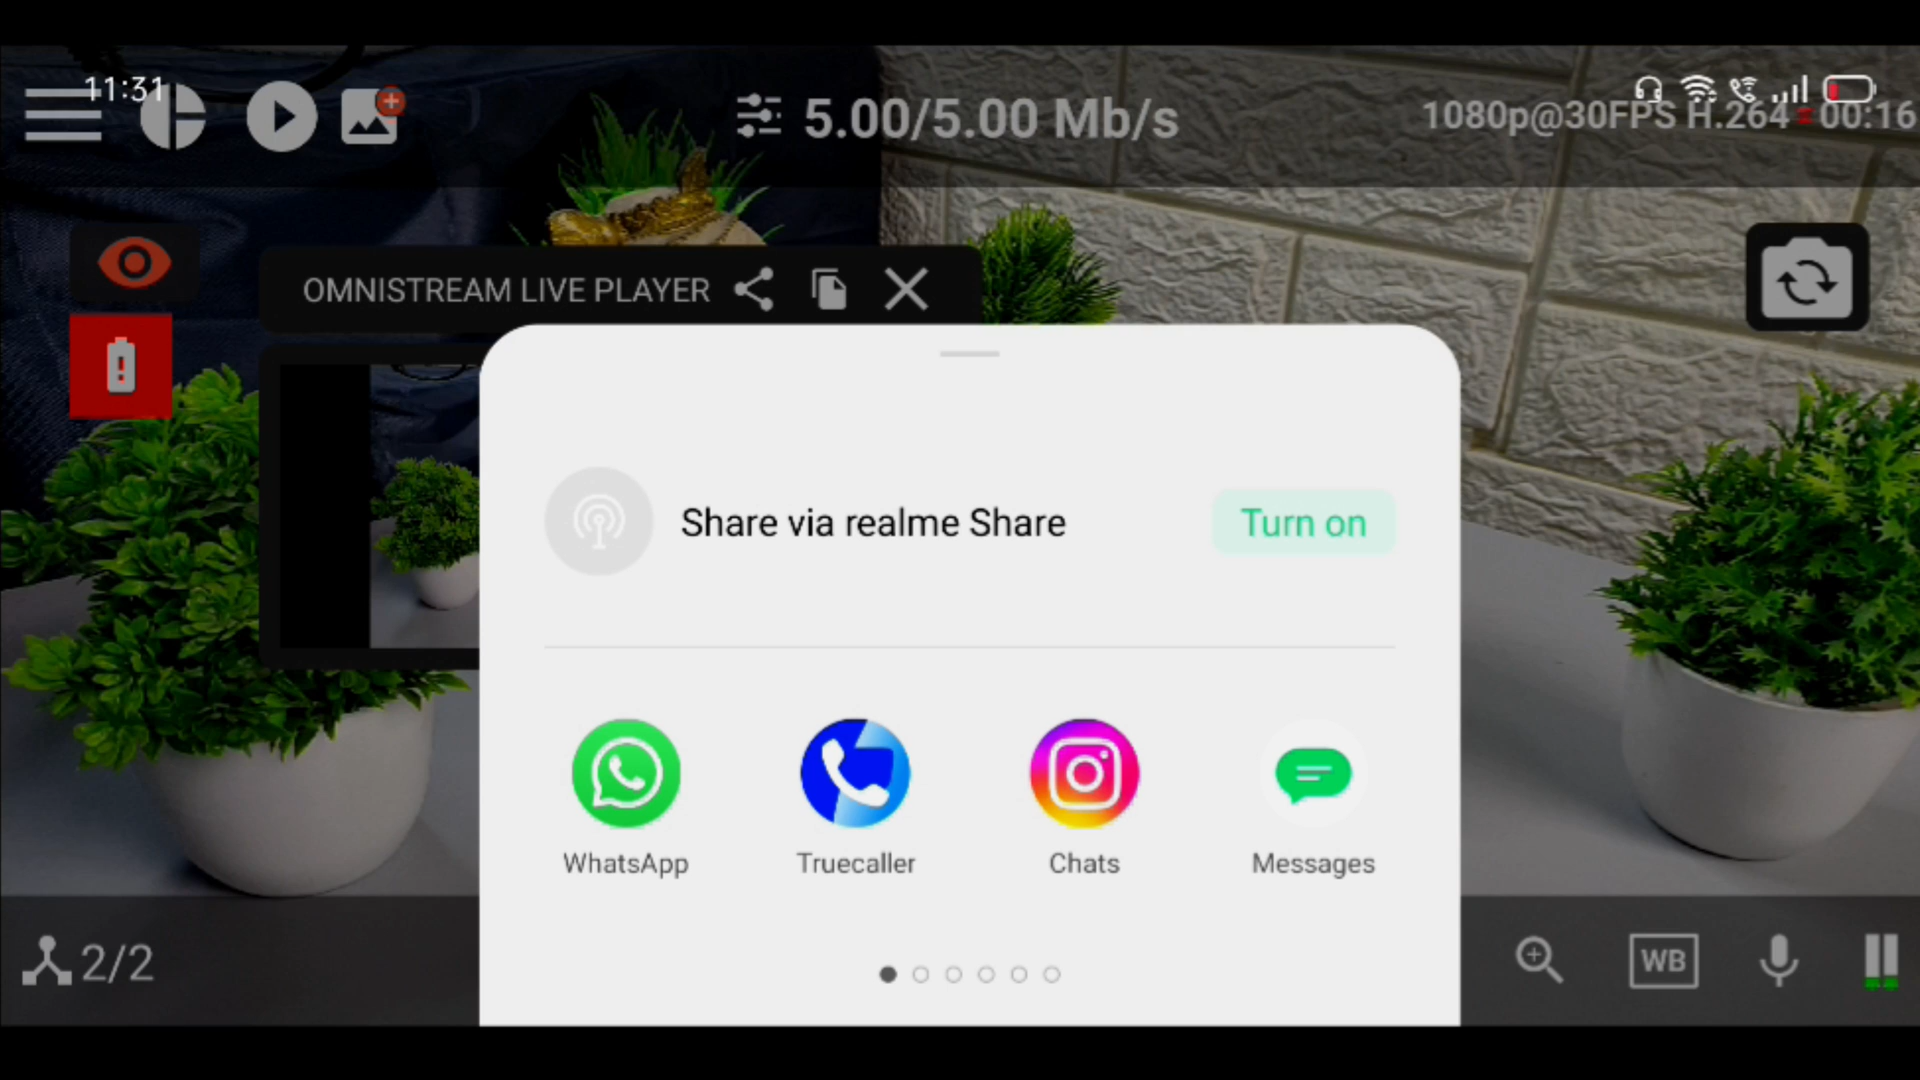 11:31
5.00/5.00 Mb/s
1080p@30FPS H.264 00:16
OMNISTREAM LIVE PLAYER
Share via realme Share
Turn on
WhatsApp
Truecaller
Chats
Messages
2/2
WB